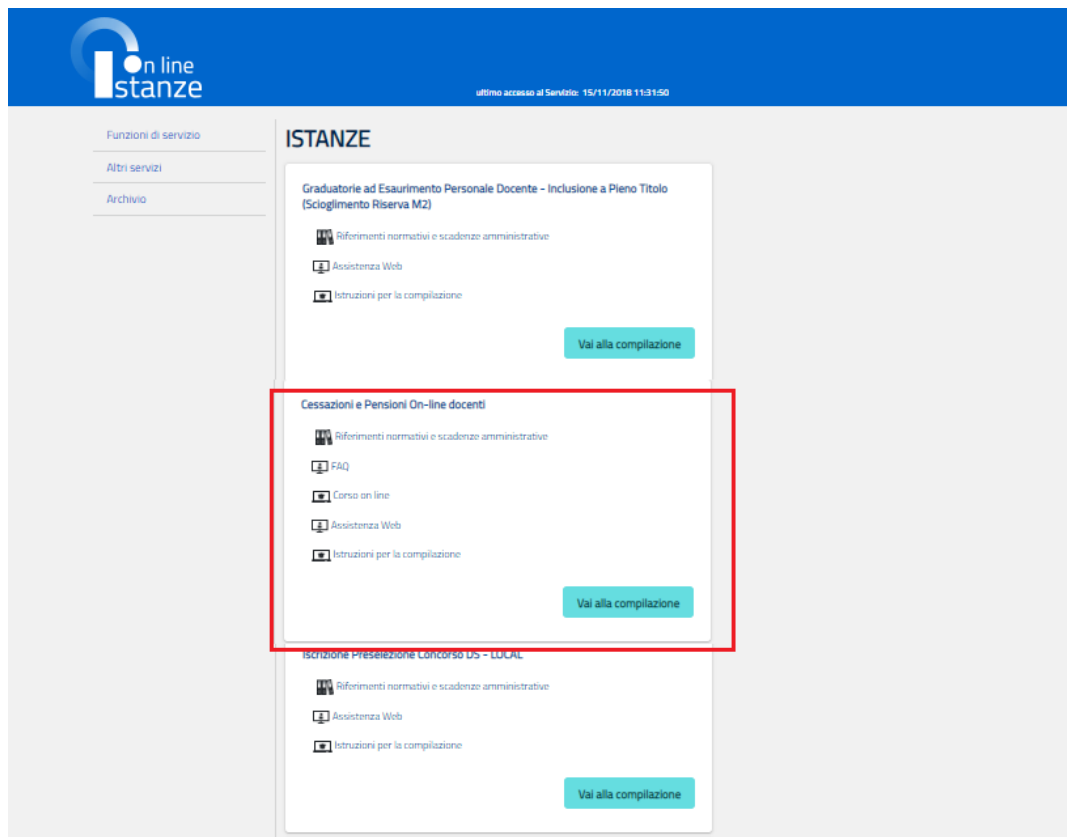 On line
Istanze
ultimo accesso al Servizio: 15/11/2018 11:31:50
Funzioni di servizio
Altri servizi
Archivio
ISTANZE
Graduatorie ad Esaurimento Personale Docente - Inclusione a Pieno Titolo
(Scioglimento Riserva M2)
Riferimenti normativi e scadenze amministrative
Assistenza Web
Istruzioni per la compilazione
Vai alla compilazione
Cessazioni e Pensioni On-line docenti
Riferimenti normativi e scadenze amministrative
FAQ
Corso on line
Assistenza Web
Istruzioni per la compilazione
Vai alla compilazione
Iscrizione Preselezione Concorso DS - LOCAL
Riferimenti normativi e scadenze amministrative
Assistenza Web
Istruzioni per la compilazione
Vai alla compilazione